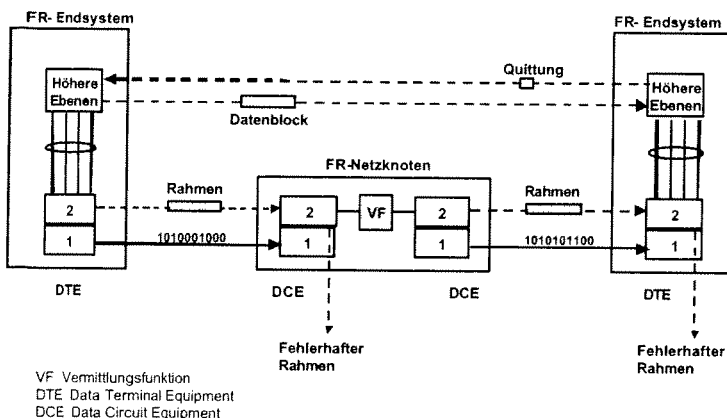 FR- Endsystem
FR- Endsystem
Höhere
Ebenen
Quittung
Höhere
Ebenen
Datenblock
FR-Netzknoten
Rahmen
Rahmen
2
2
VF
2
2
1
1010001000
1
1
1010101100
1
DTE
DCE
DCE
DTE
Fehlerhafter
Rahmen
Fehlerhafter
Rahmen
VF Vermittlungsfunktion
DTE Data Terminal Equipment
DCE Data Circuit Equipment